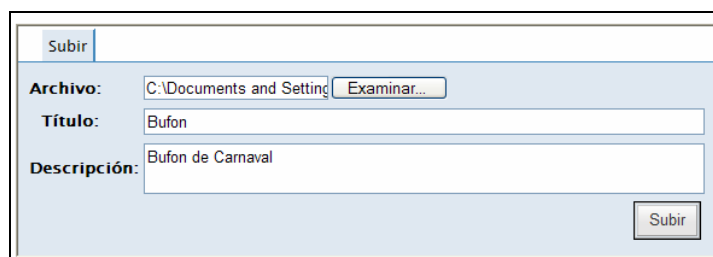 Subir
Archivo: C:\Documents and Setting Examinar...
Título: Bufon
Descripción: Bufon de Carnaval
Subir